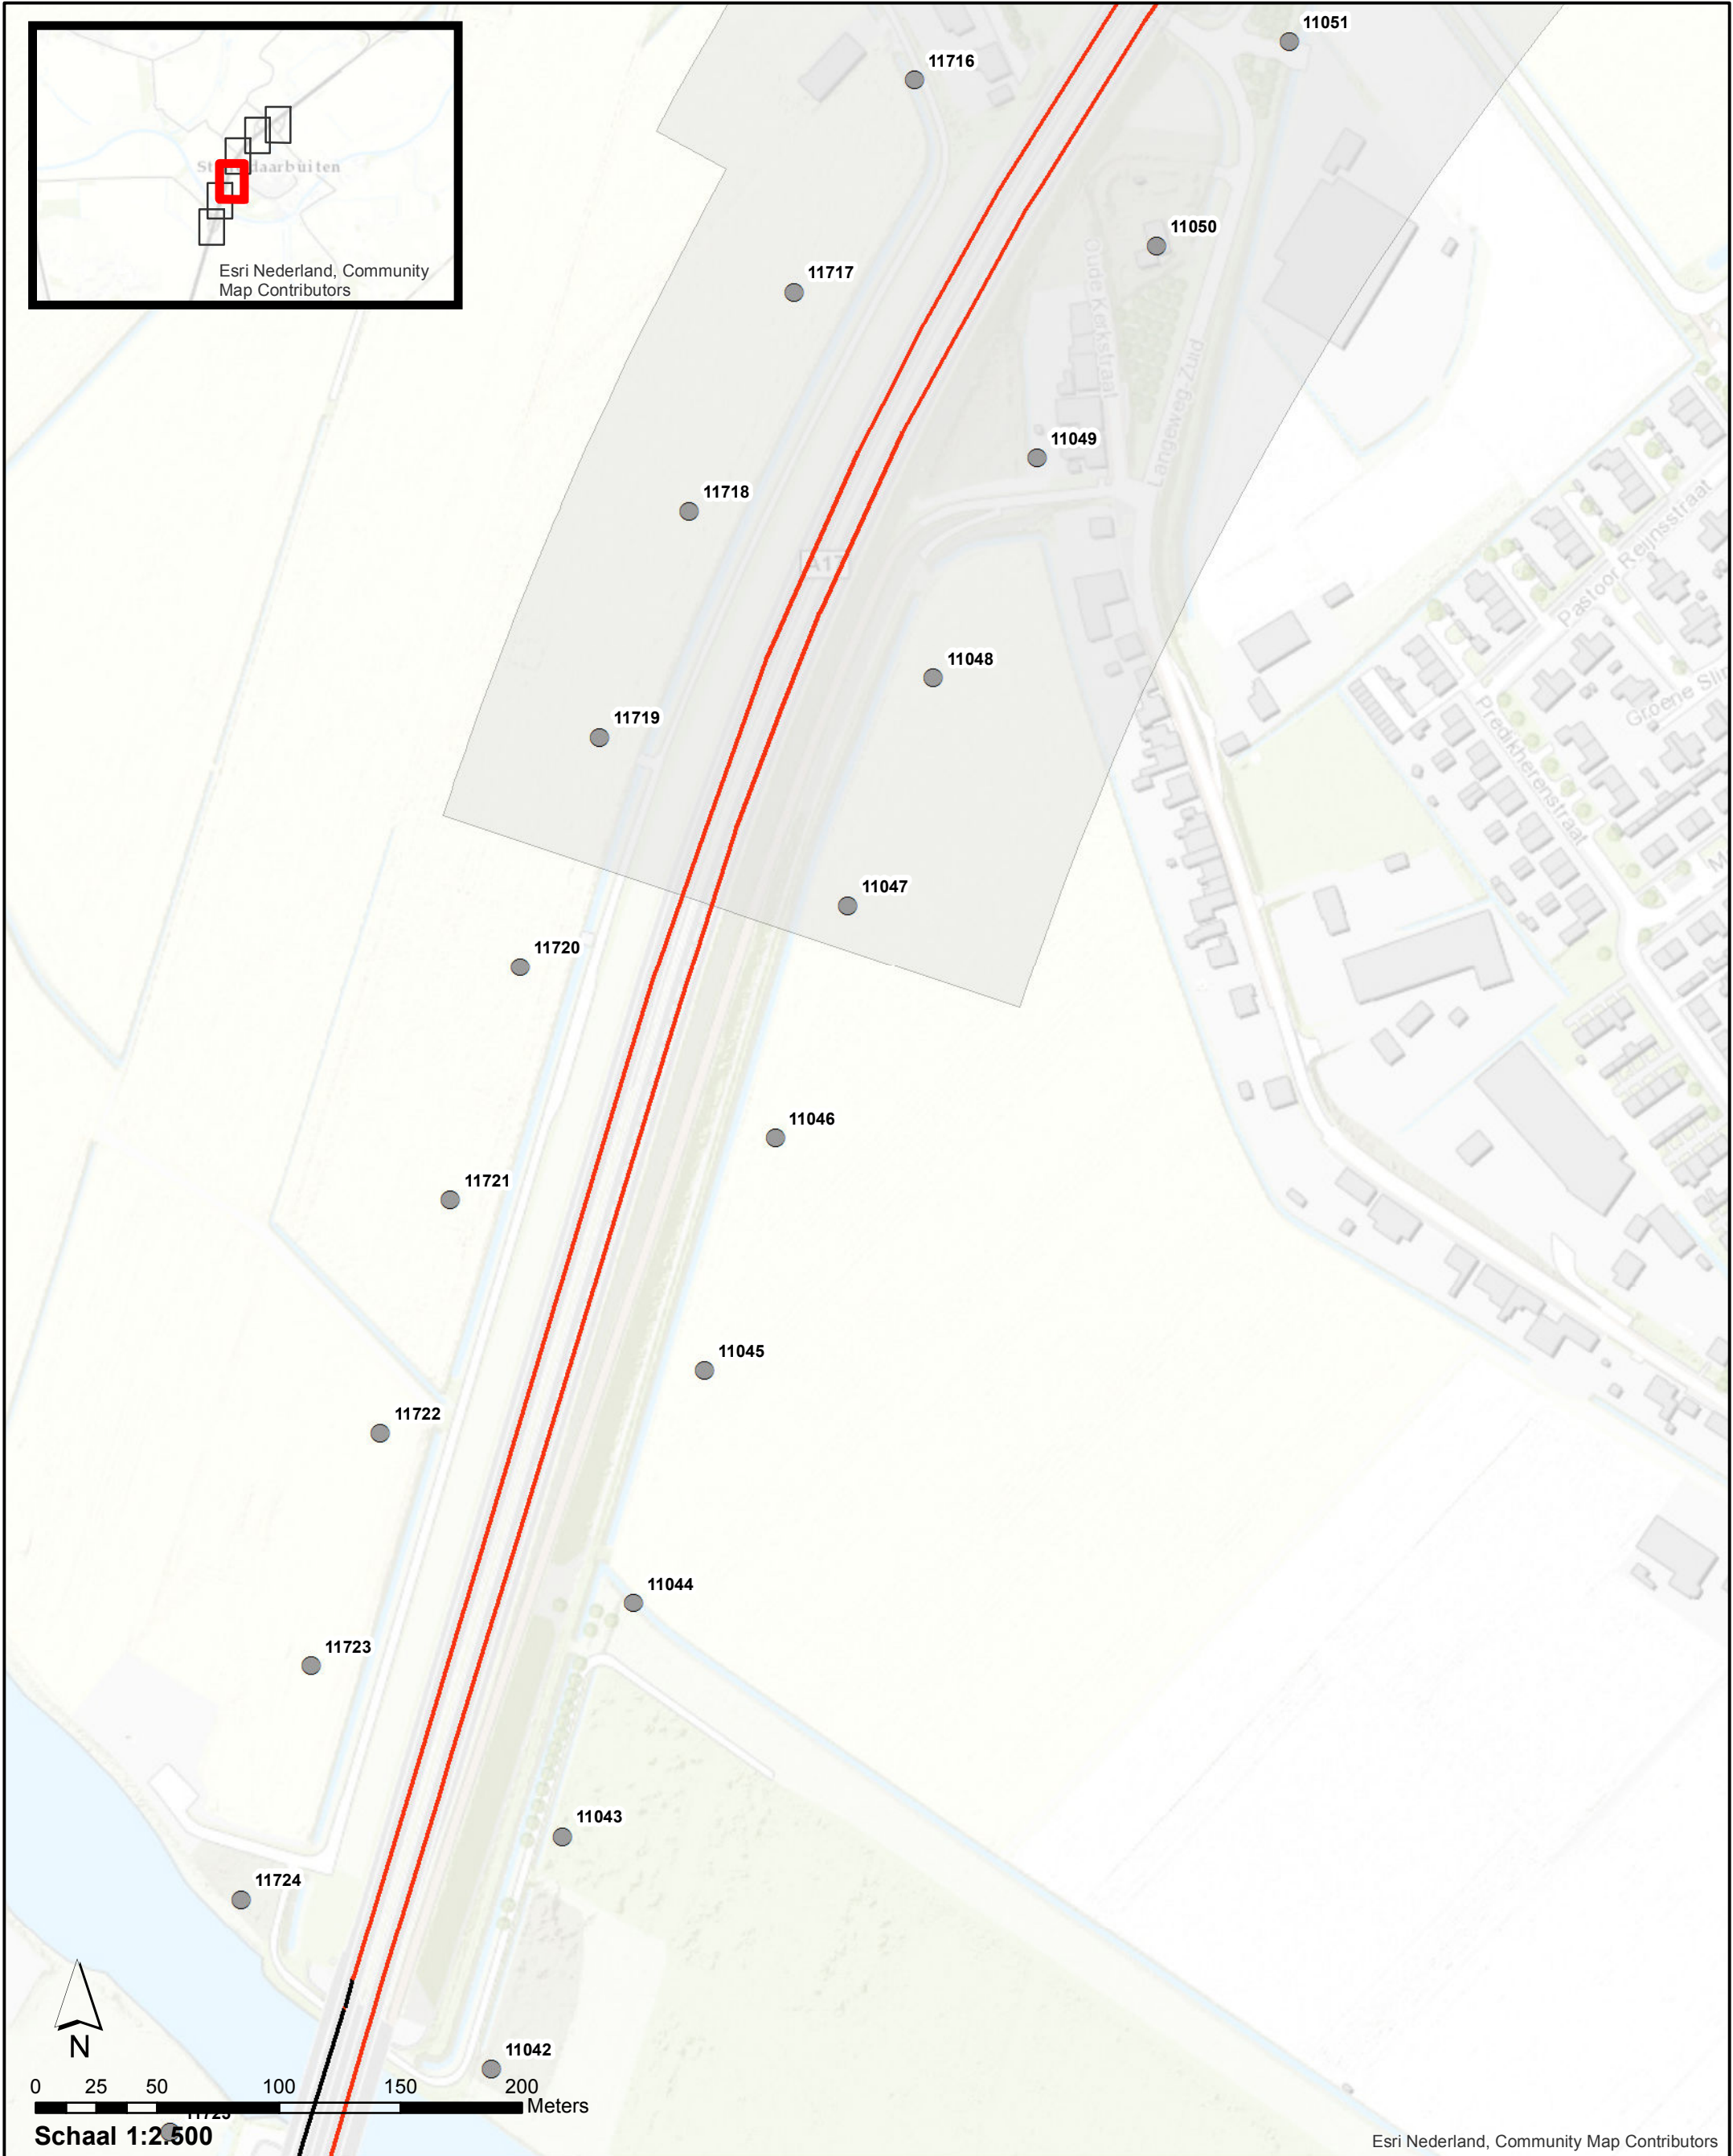 11051
11716
11050
11717
Oude Kerkstraat
Langeweg-Zuid
11049
11718
A17
11048
11719
Pastoor Reijnsstraat
Predikherenstraat
11047
11720
11046
11721
11045
11722
11044
11723
11043
11724
11042
Esri Nederland, Community
Map Contributors
N
0 25 50 100 150 200
Meters
Schaal 1:2.500
Esri Nederland, Community Map Contributors